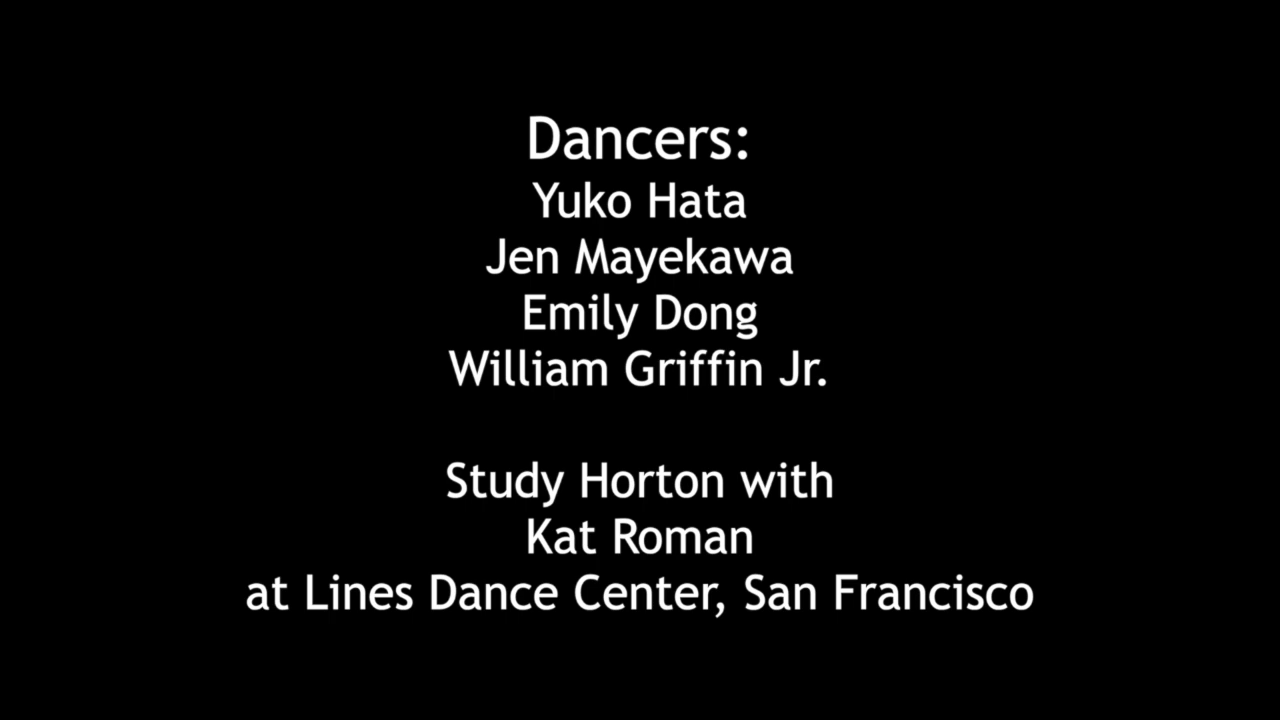 Dancers:
Yuko Hata
Jen Mayekawa
Emily Dong
William Griffin Jr.
Study Horton with
Kat Roman
at Lines Dance Center, San Francisco